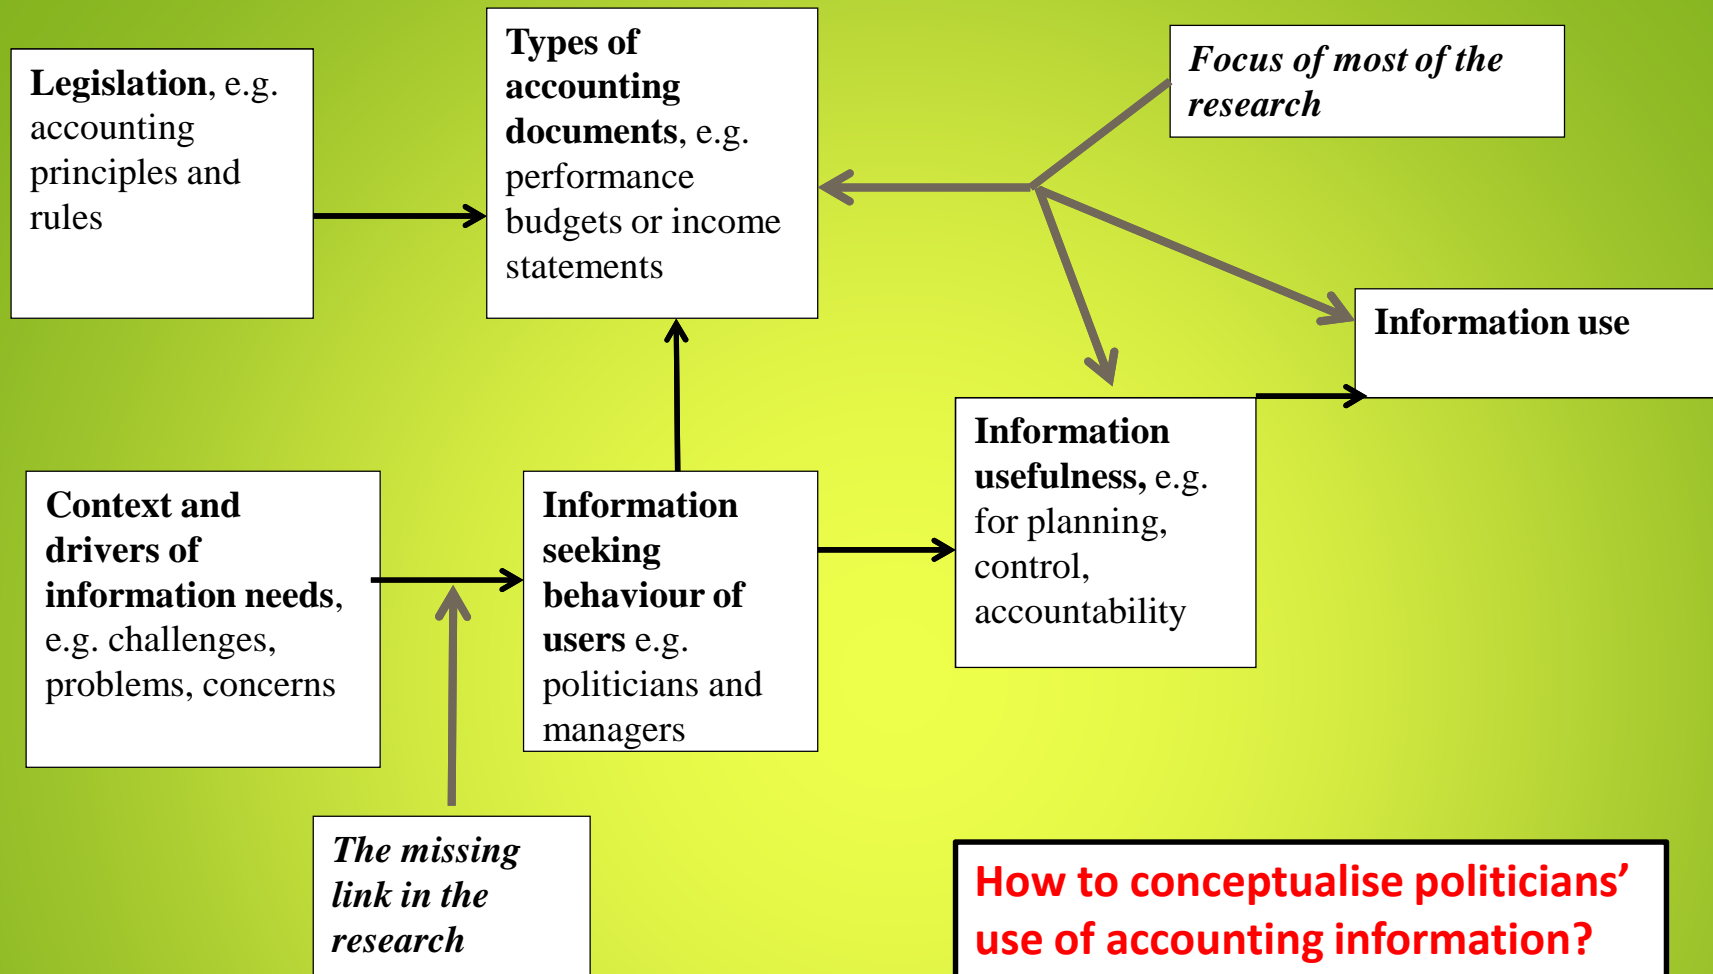 Legislation, e.g.
accounting
principles and
rules
Types of
accounting
documents, e.g.
performance
budgets or income
statements
Focus of most of the
research
Information use
Context and
drivers of
information needs,
e.g. challenges,
problems, concerns
Information
seeking
behaviour of
users e.g.
politicians and
managers
Information
usefulness, e.g.
for planning,
control,
accountability
The missing
link in the
research
How to conceptualise politicians’
use of accounting information?